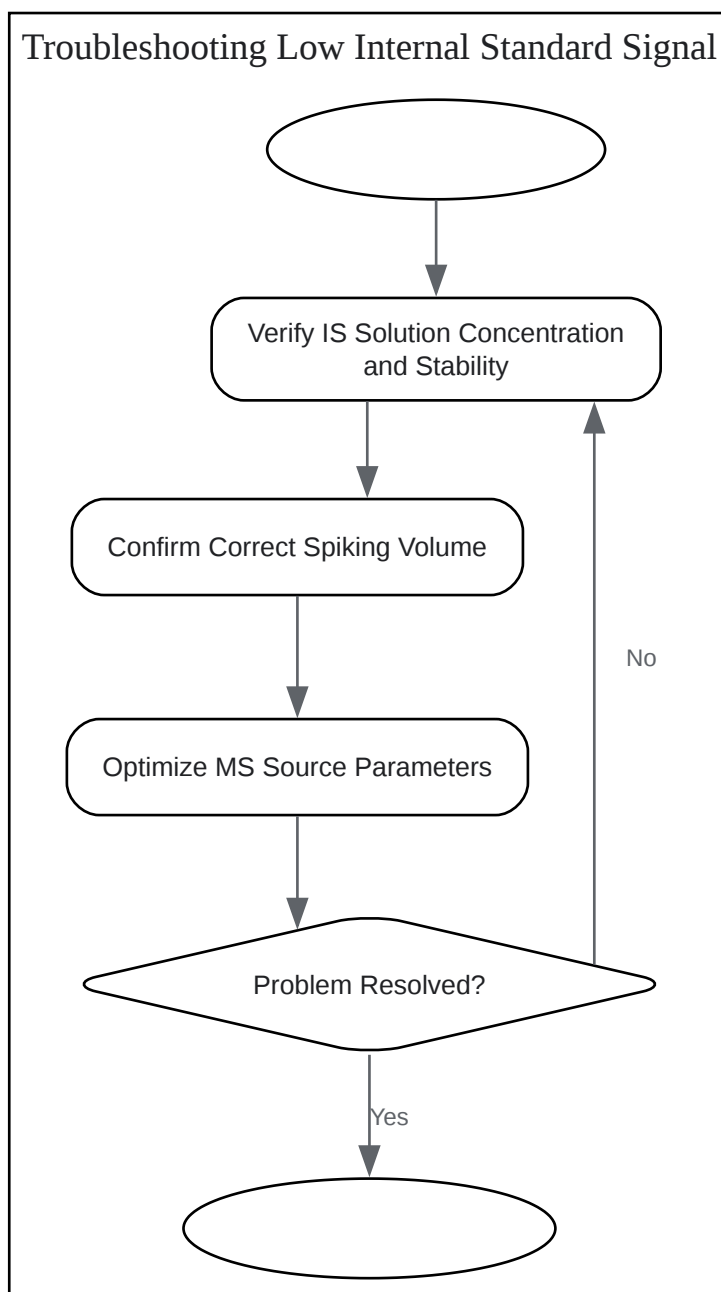 Troubleshooting Low Internal Standard Signal
Verify IS Solution Concentration
and Stability
Confirm Correct Spiking Volume
No
Optimize MS Source Parameters
Problem Resolved?
Yes